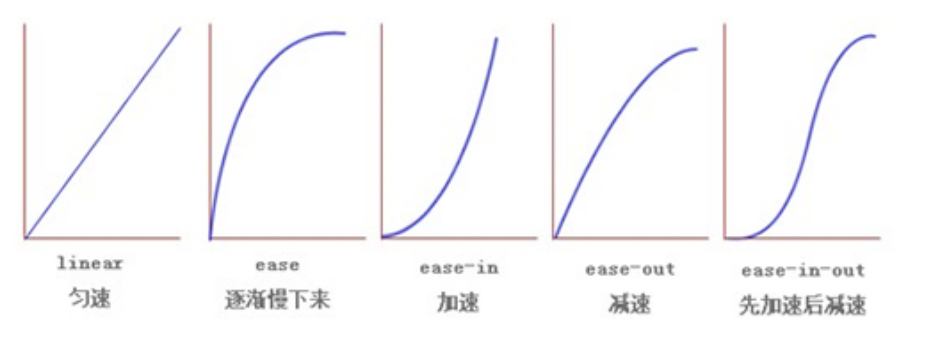 linear
匀速
ease
逐渐慢下来
ease-in
加速
ease-out
减速
ease-in-out
先加速后减速